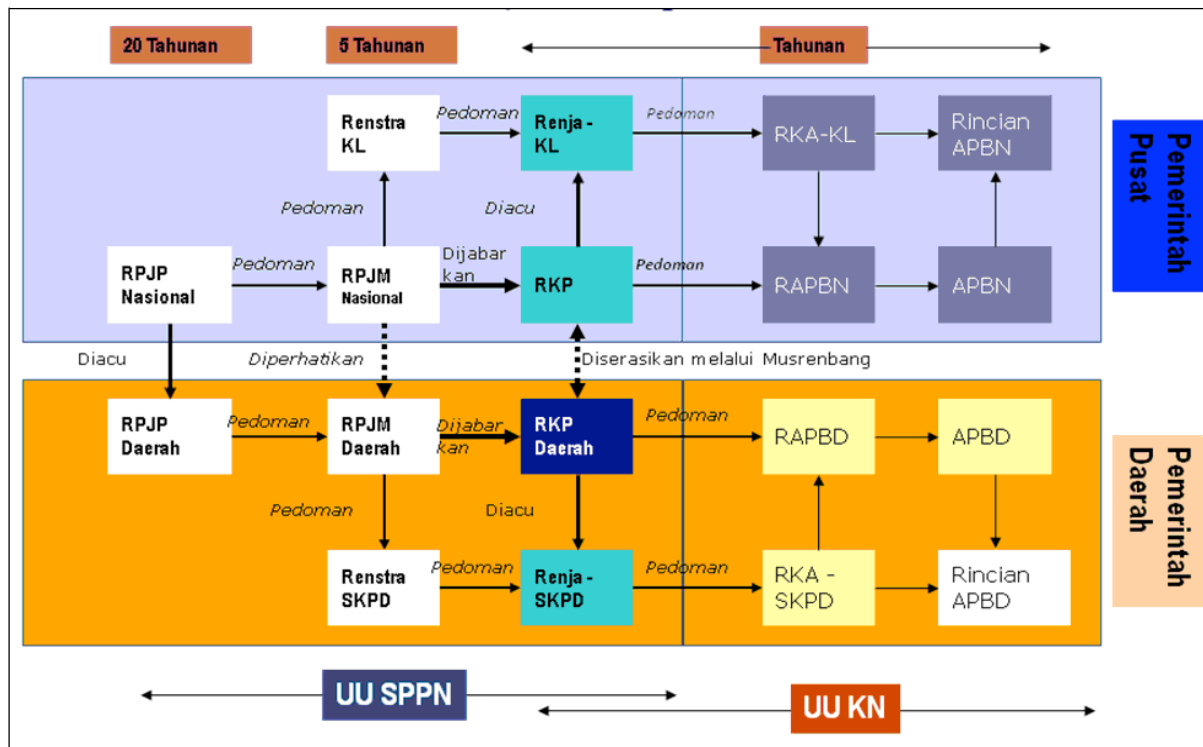 20 Tahunan
5 Tahunan
Tahunan
Renstra
KL
Pedoman
Renja -
KL
Pedoman
RKA-KL
Rincian
APBN
Pemerintah
Pusat
Pedoman
Diacu
RPJP
Nasional
Pedoman
RPJM
Nasional
Dijabar
kan
RKP
Pedoman
RAPBN
APBN
Diacu
Diperhatikan
Diserasikan melalui Musrenbang
RPJP
Daerah
Pedoman
RPJM
Daerah
Dijabar
kan
RKP
Daerah
Pedoman
RAPBD
APBD
Pemerintah
Daerah
Pedoman
Diacu
Renstra
SKPD
Pedoman
Renja -
SKPD
Pedoman
RKA -
SKPD
Rincian
APBD
UU SPPN
UU KN